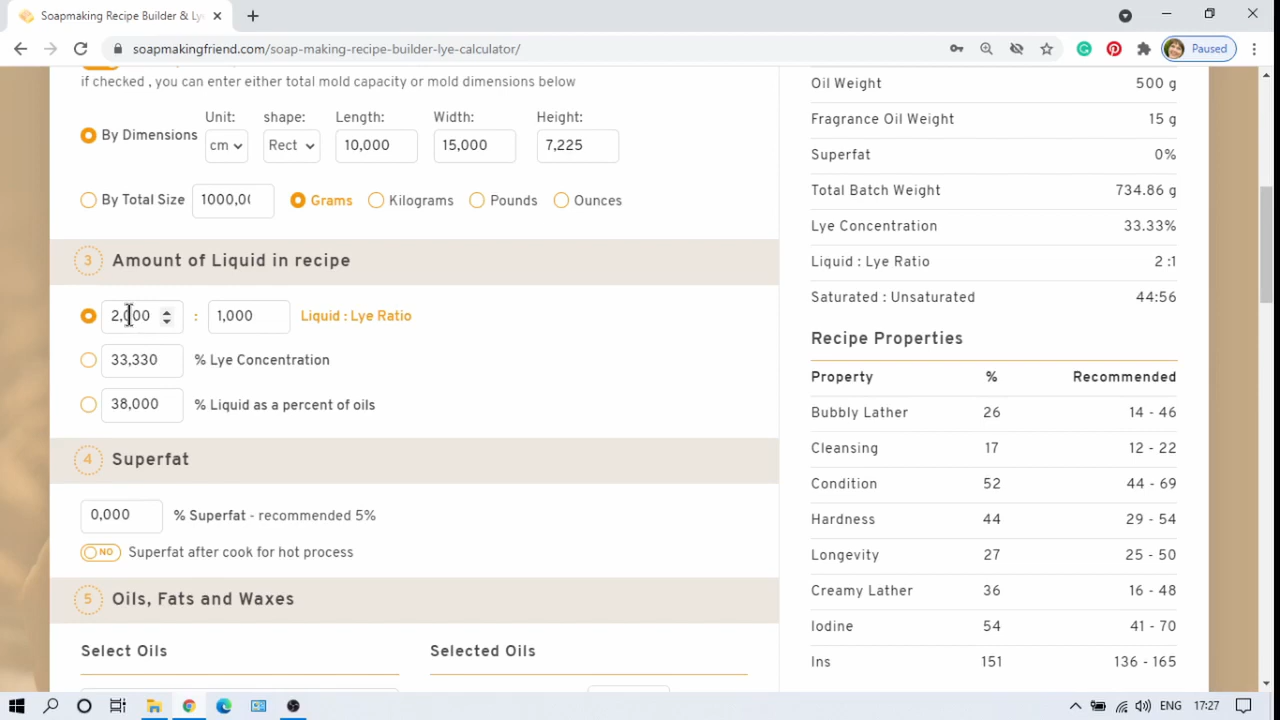 Soapmaking Recipe Builder & Ly
soapmakingfriend.com/soap-making-recipe-builder-lye-calculator/
Paused
if checked , you can enter either total mold capacity or mold dimensions below
Unit: shape: Length: Width: Height:
By Dimensions cm Rect 10,000 15,000 7,225
By Total Size 1000,0( Grams Kilograms Pounds Ounces
3 Amount of Liquid in recipe
2,000 : 1,000 Liquid : Lye Ratio
33,330 % Lye Concentration
38,000 % Liquid as a percent of oils
4 Superfat
0,000 % Superfat - recommended 5%
NO Superfat after cook for hot process
5 Oils, Fats and Waxes
Select Oils Selected Oils
Oil Weight 500 g
Fragrance Oil Weight 15 g
Superfat 0%
Total Batch Weight 734.86 g
Lye Concentration 33.33%
Liquid : Lye Ratio 2 :1
Saturated : Unsaturated 44:56
Recipe Properties
Property % Recommended
Bubbly Lather 26 14 - 46
Cleansing 17 12 - 22
Condition 52 44 - 69
Hardness 44 29 - 54
Longevity 27 25 - 50
Creamy Lather 36 16 - 48
Iodine 54 41 - 70
Ins 151 136 - 165
ENG 17:27